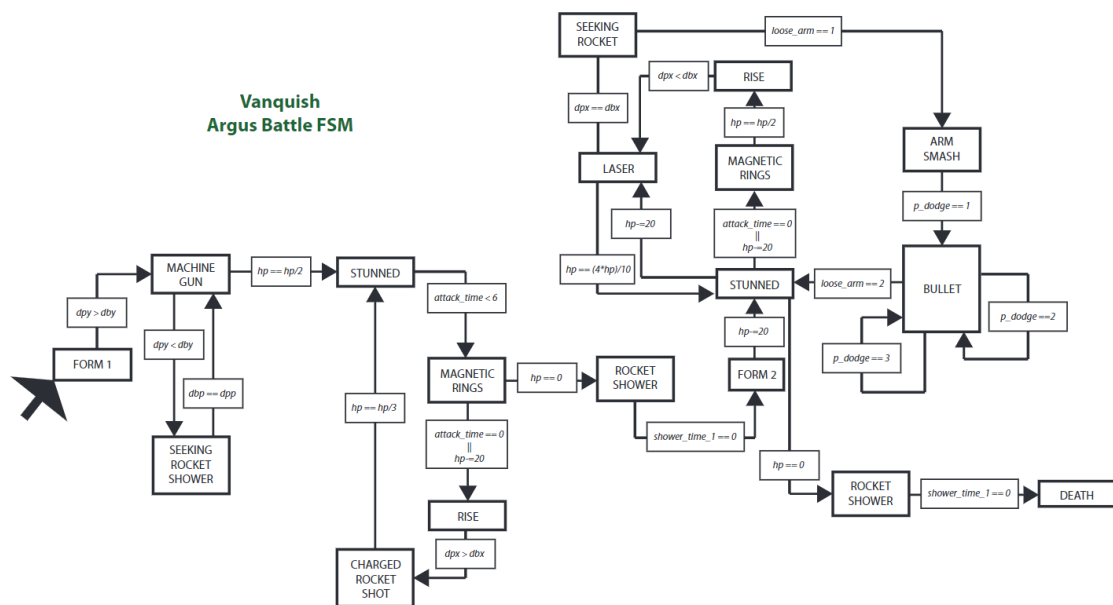 Vanquish
Argus Battle FSM
SEEKING
ROCKET
loose_arm == 1
dpx < dbx
RISE
dpx == dbx
hp == hp/2
LASER
MAGNETIC
RINGS
ARM
SMASH
p_dodge == 1
hp-=20
attack_time == 0
||
hp-=20
MACHINE
GUN
hp == hp/2
STUNNED
hp == (4*hp)/10
STUNNED
loose_arm == 2
BULLET
p_dodge ==2
attack_time < 6
dpy > dby
dpy < dby
hp-=20
p_dodge == 3
FORM 1
dbp == dpp
hp == hp/3
MAGNETIC
RINGS
hp == 0
ROCKET
SHOWER
FORM 2
attack_time == 0
||
hp-=20
shower_time_1 == 0
SEEKING
ROCKET
SHOWER
hp == 0
ROCKET
SHOWER
shower_time_1 == 0
DEATH
RISE
dpx > dbx
CHARGED
ROCKET
SHOT